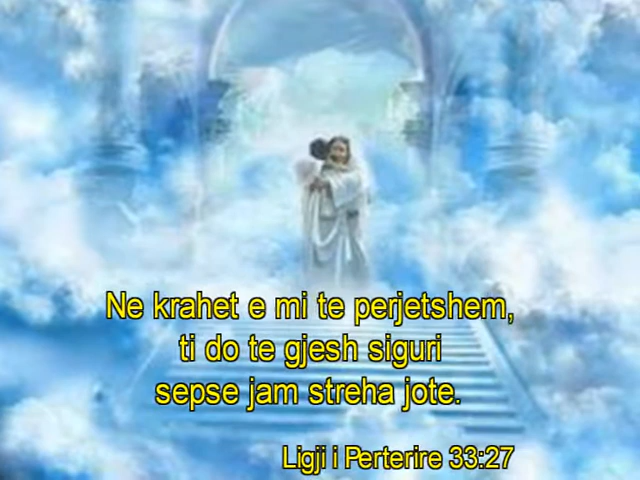 Ne krahet e mi te perjetshem,
ti do te gjesh siguri
sepse jam streha jote.
Ligji i Perterire 33:27